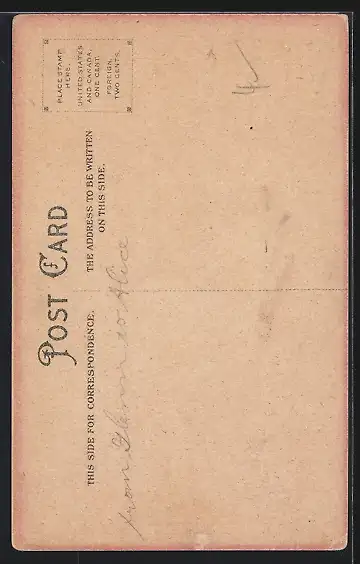 POST CARD
THIS SIDE FOR CORRESPONDENCE.
THE ADDRESS TO BE WRITTEN
ON THIS SIDE.
PLACE STAMP
HERE.
UNITED STATES
AND CANADA,
ONE CENT.
FOREIGN,
TWO CENTS.
from Glenn to Alice